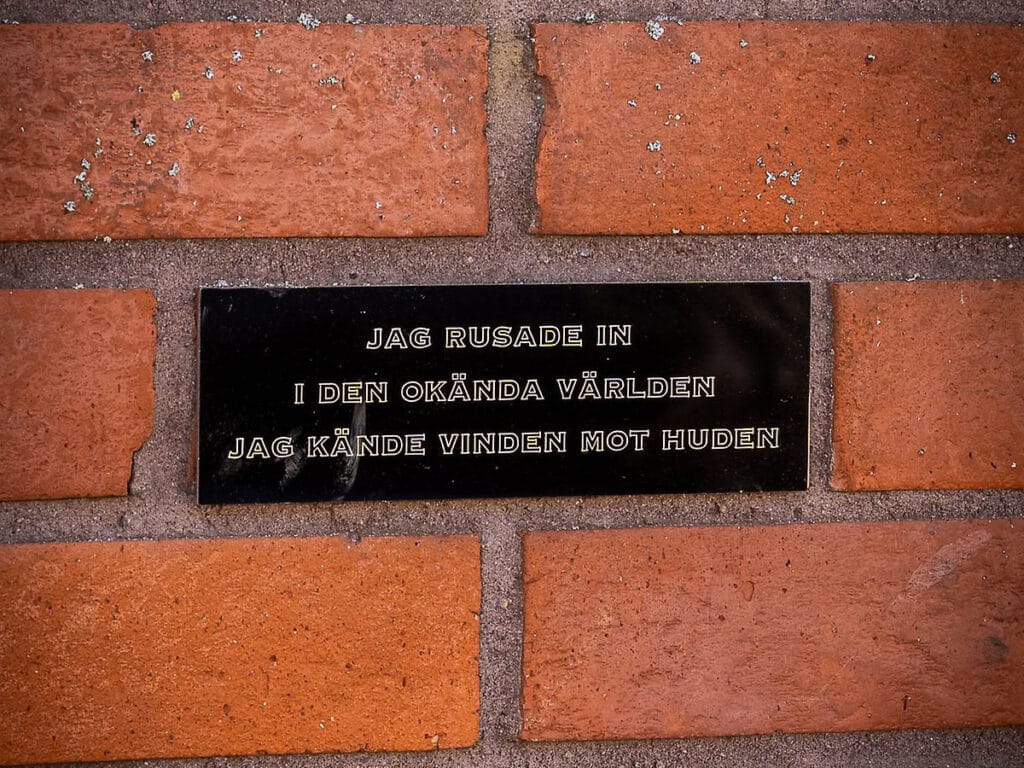 JAG RUSADE IN
I DEN OKÄNDA VÄRLDEN
JAG KÄNDE VINDEN MOT HUDEN